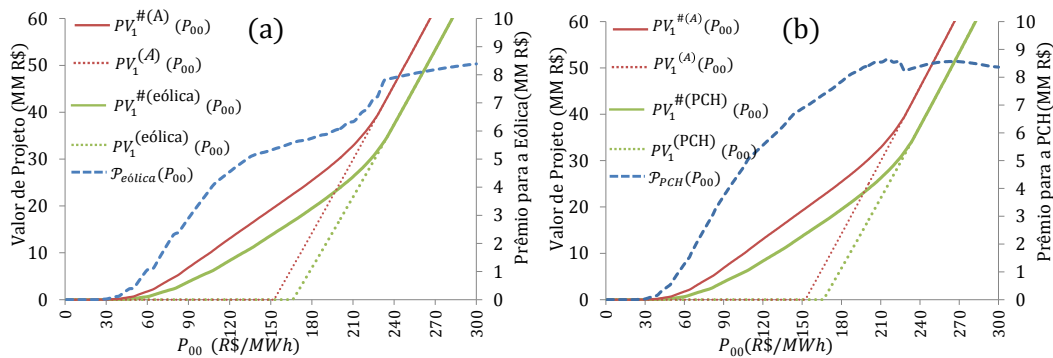 (a)
Valor de Projeto (MM R$)
60
50
40
30
20
10
0
PV₁^#(A) (P₀₀)
PV₁^(A) (P₀₀)
PV₁^#(eólica) (P₀₀)
PV₁^(eólica) (P₀₀)
𝒫eólica(P₀₀)
10
9
8
7
6
5
4
3
2
1
0
Prêmio para a Eólica(MM R$)
0 30 60 90 120 150 180 210 240 270 300
P₀₀ (R$/MWh)
(b)
Valor de Projeto (MM R$)
60
50
40
30
20
10
0
PV₁^#(A) (P₀₀)
PV₁^(A) (P₀₀)
PV₁^#(PCH) (P₀₀)
PV₁^(PCH) (P₀₀)
𝒫PCH(P₀₀)
10
9
8
7
6
5
4
3
2
1
0
Prêmio para a PCH(MM R$)
0 30 60 90 120 150 180 210 240 270 300
P₀₀(R$/MWh)